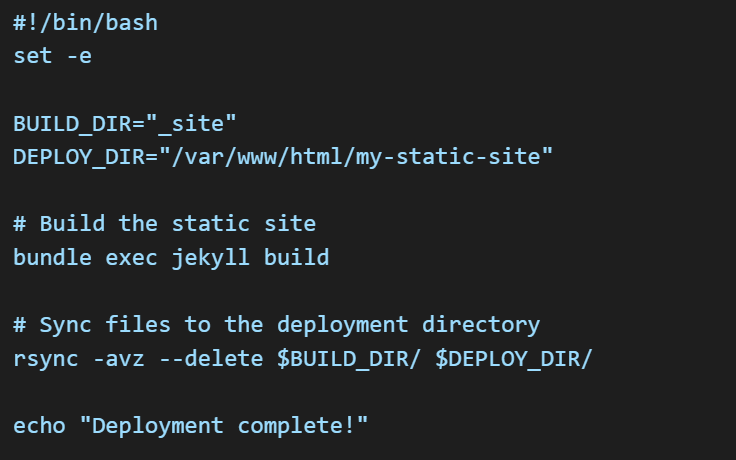 #!/bin/bash
set -e
BUILD_DIR="_site"
DEPLOY_DIR="/var/www/html/my-static-site"
# Build the static site
bundle exec jekyll build
# Sync files to the deployment directory
rsync -avz --delete $BUILD_DIR/ $DEPLOY_DIR/
echo "Deployment complete!"